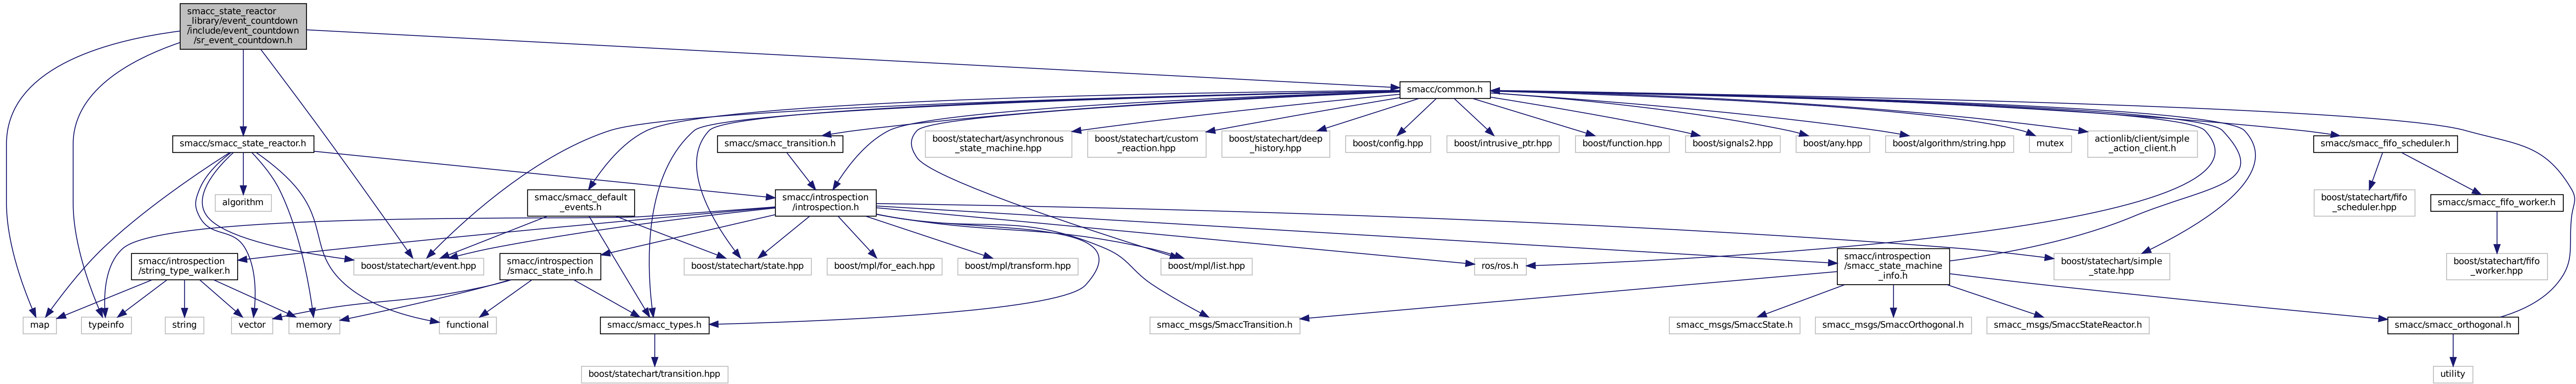 smacc_state_reactor
_library/event_countdown
/include/event_countdown
/sr_event_countdown.h
smacc/common.h
smacc/smacc_state_reactor.h
smacc/smacc_transition.h
boost/statechart/asynchronous
_state_machine.hpp
boost/statechart/custom
_reaction.hpp
boost/statechart/deep
_history.hpp
boost/config.hpp
boost/intrusive_ptr.hpp
boost/function.hpp
boost/signals2.hpp
boost/any.hpp
boost/algorithm/string.hpp
mutex
actionlib/client/simple
_action_client.h
smacc/smacc_fifo_scheduler.h
algorithm
smacc/smacc_default
_events.h
smacc/introspection
/introspection.h
boost/statechart/fifo
_scheduler.hpp
smacc/smacc_fifo_worker.h
smacc/introspection
/string_type_walker.h
boost/statechart/event.hpp
smacc/introspection
/smacc_state_info.h
boost/statechart/state.hpp
boost/mpl/for_each.hpp
boost/mpl/transform.hpp
boost/mpl/list.hpp
ros/ros.h
smacc/introspection
/smacc_state_machine
_info.h
boost/statechart/simple
_state.hpp
boost/statechart/fifo
_worker.hpp
map
typeinfo
string
vector
memory
functional
smacc/smacc_types.h
smacc_msgs/SmaccTransition.h
smacc_msgs/SmaccState.h
smacc_msgs/SmaccOrthogonal.h
smacc_msgs/SmaccStateReactor.h
smacc/smacc_orthogonal.h
boost/statechart/transition.hpp
utility